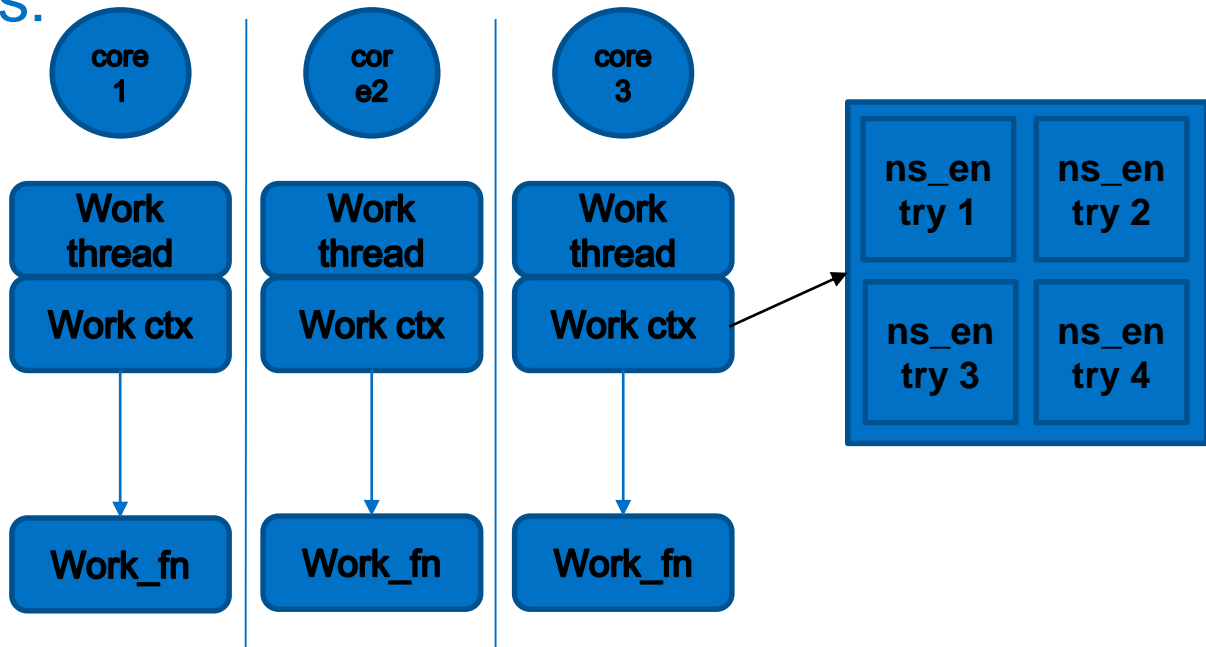 s.
core
1
cor
e2
core
3
Work
thread
Work ctx
Work_fn
Work
thread
Work ctx
Work_fn
Work
thread
Work ctx
Work_fn
ns_en
try 1
ns_en
try 2
ns_en
try 3
ns_en
try 4